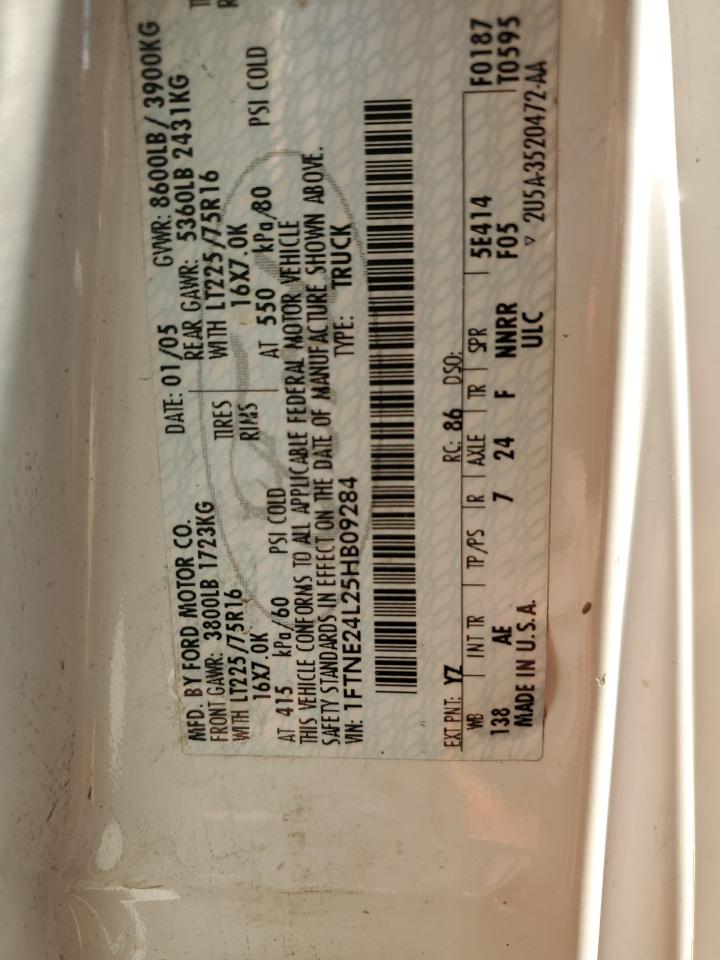 MFD. BY FORD MOTOR CO.
DATE: 01/05 GVWR: 8600LB / 3900KG
FRONT GAWR: 3800LB 1723KG REAR GAWR: 5360LB 2431KG
WITH LT225/75R16 TIRES WITH LT225/75R16
16X7.0K RIMS 16X7.0K
AT 415 kPa/60 PSI COLD AT 550 kPa/80 PSI COLD
THIS VEHICLE CONFORMS TO ALL APPLICABLE FEDERAL MOTOR VEHICLE
SAFETY STANDARDS IN EFFECT ON THE DATE OF MANUFACTURE SHOWN ABOVE.
VIN: 1FTNE24L25HB09284 TYPE: TRUCK
F0187
T0595
EXT PNT: YZ RC: 86 DSO:
WB INT TR TP/PS R AXLE TR SPR
138 AE 7 24 F NNRR 5E414
MADE IN U.S.A. ULC F05
▽ 2U5A-3520472-AA